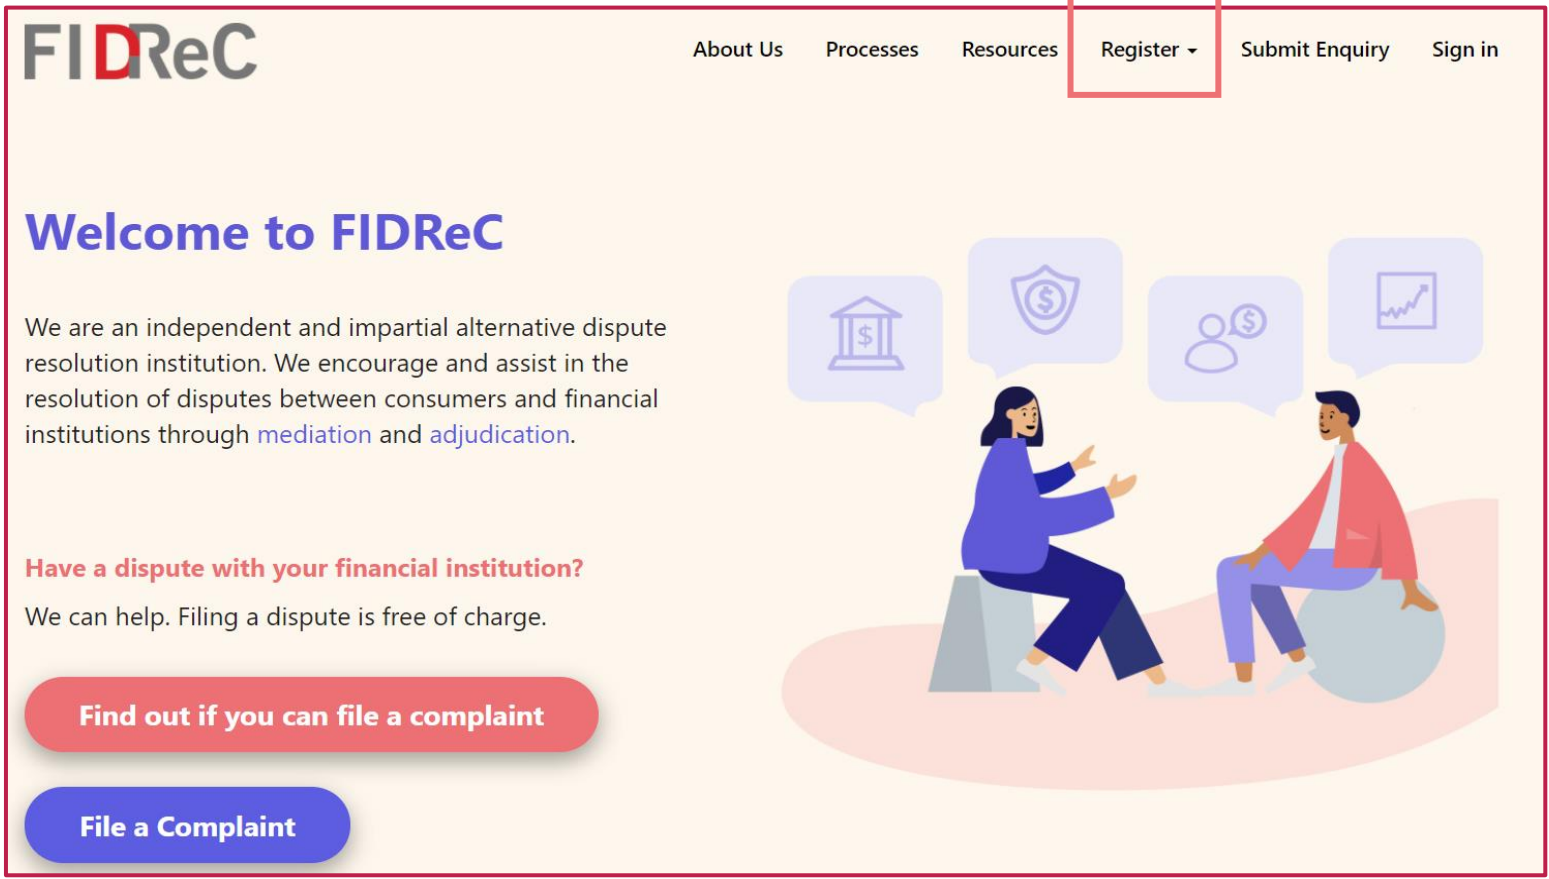 FIDReC
About Us Processes Resources Register Submit Enquiry Sign in
Welcome to FIDReC
We are an independent and impartial alternative dispute
resolution institution. We encourage and assist in the
resolution of disputes between consumers and financial
institutions through mediation and adjudication.
$
$
$
Have a dispute with your financial institution?
We can help. Filing a dispute is free of charge.
Find out if you can file a complaint
File a Complaint